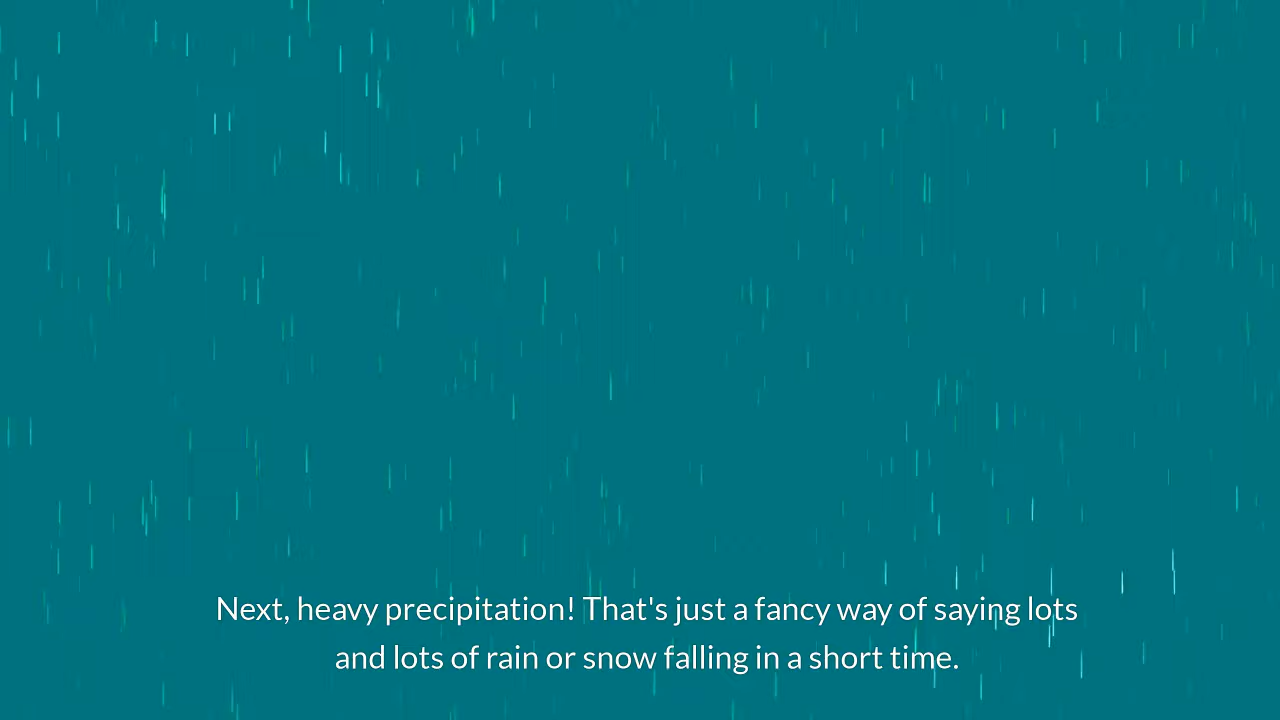 Next, heavy precipitation! That's just a fancy way of saying lots
and lots of rain or snow falling in a short time.